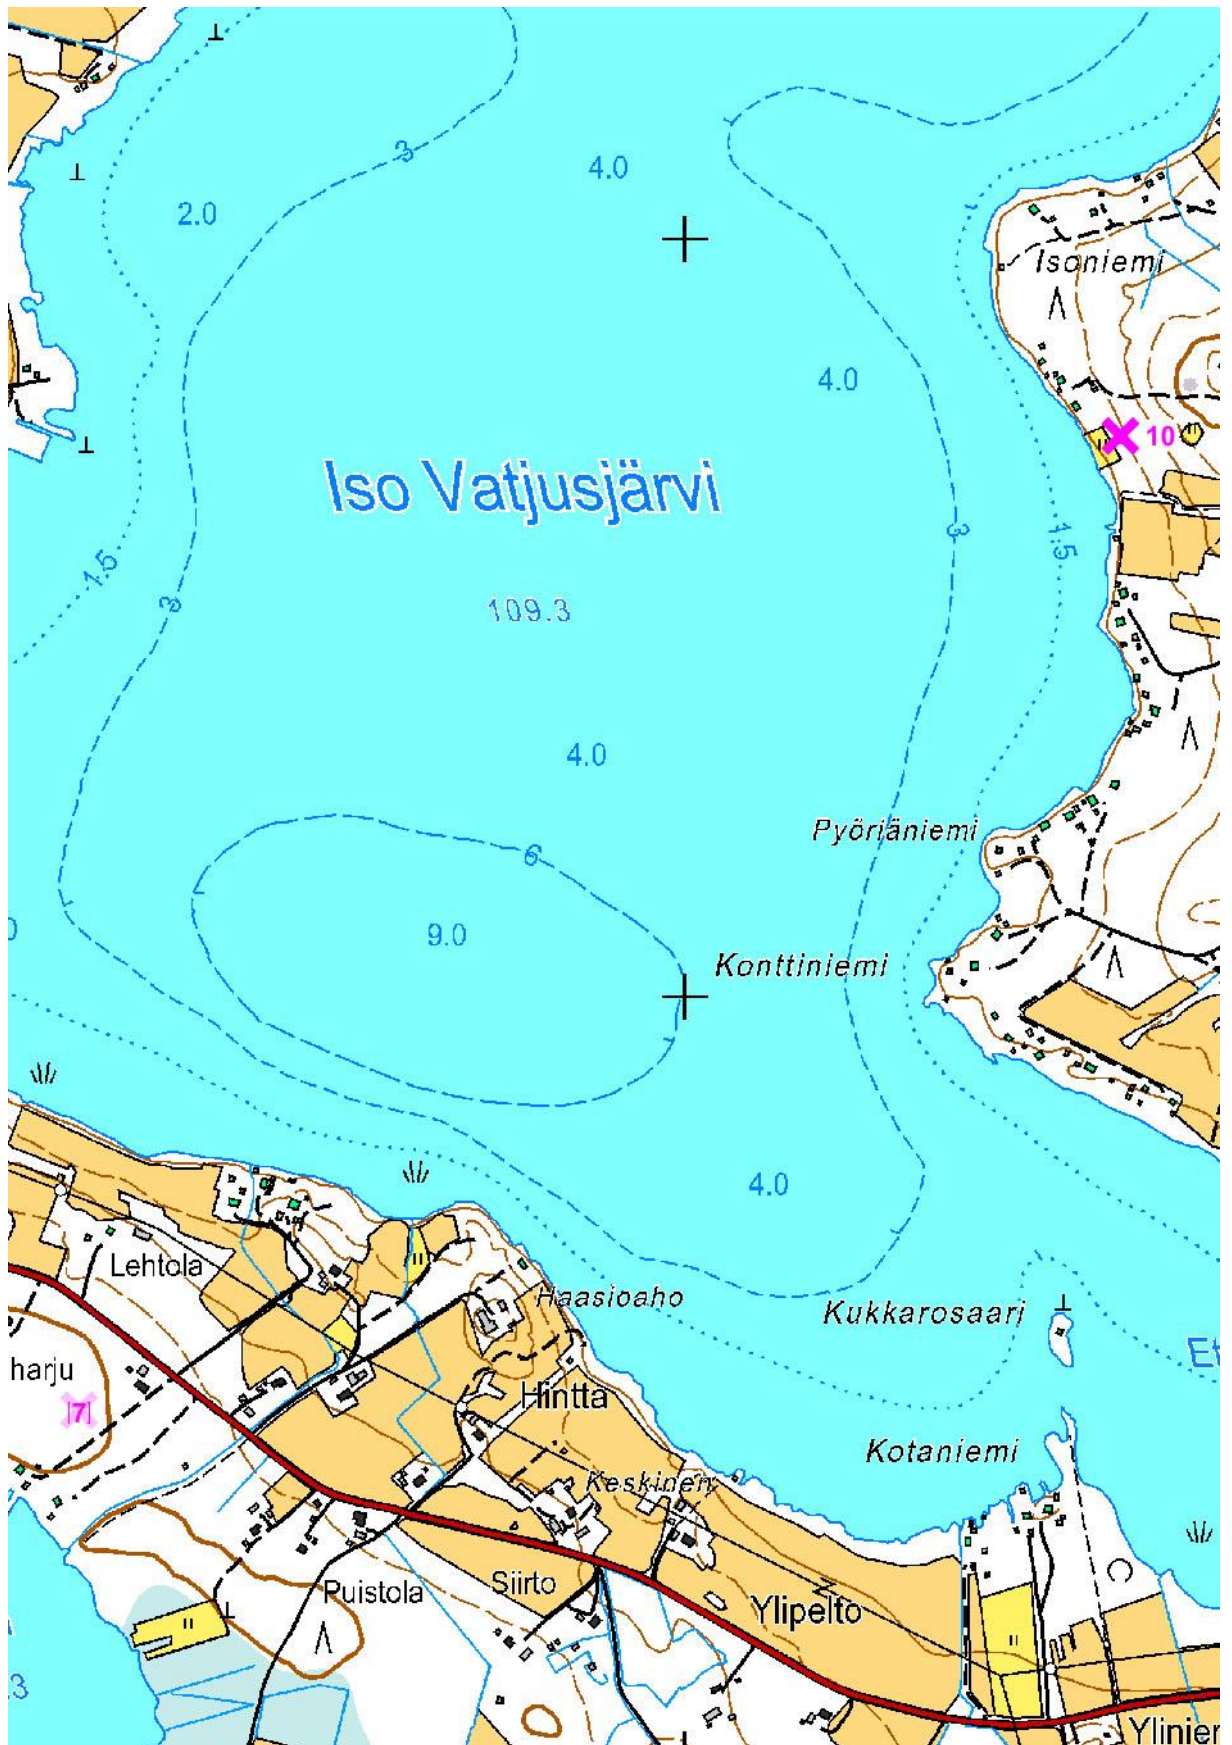 3
4.0
2.0
Isoniemi
4.0
10
Iso Vatjusjärvi
3
1.5
1.5
3
109.3
4.0
Pyöriäniemi
6
9.0
Konttiniemi
4.0
Lehtola
Haasioaho
Kukkarosaari
harju
[7]
Hintta
Kotaniemi
Keskinen
Puistola
Siirto
Ylipelto
.3
Ylinier